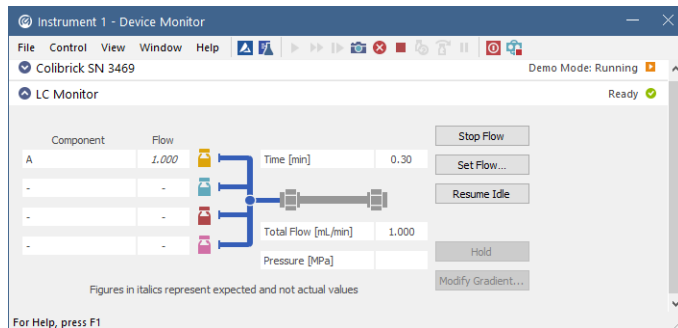 Instrument 1 - Device Monitor
File Control View Window Help
Colibrick SN 3469 Demo Mode: Running
LC Monitor Ready
Component Flow
A 1.000
Time [min] 0.30
- -
- -
- -
Total Flow [mL/min] 1.000
Pressure [MPa]
Stop Flow
Set Flow...
Resume Idle
Hold
Modify Gradient...
Figures in italics represent expected and not actual values
For Help, press F1